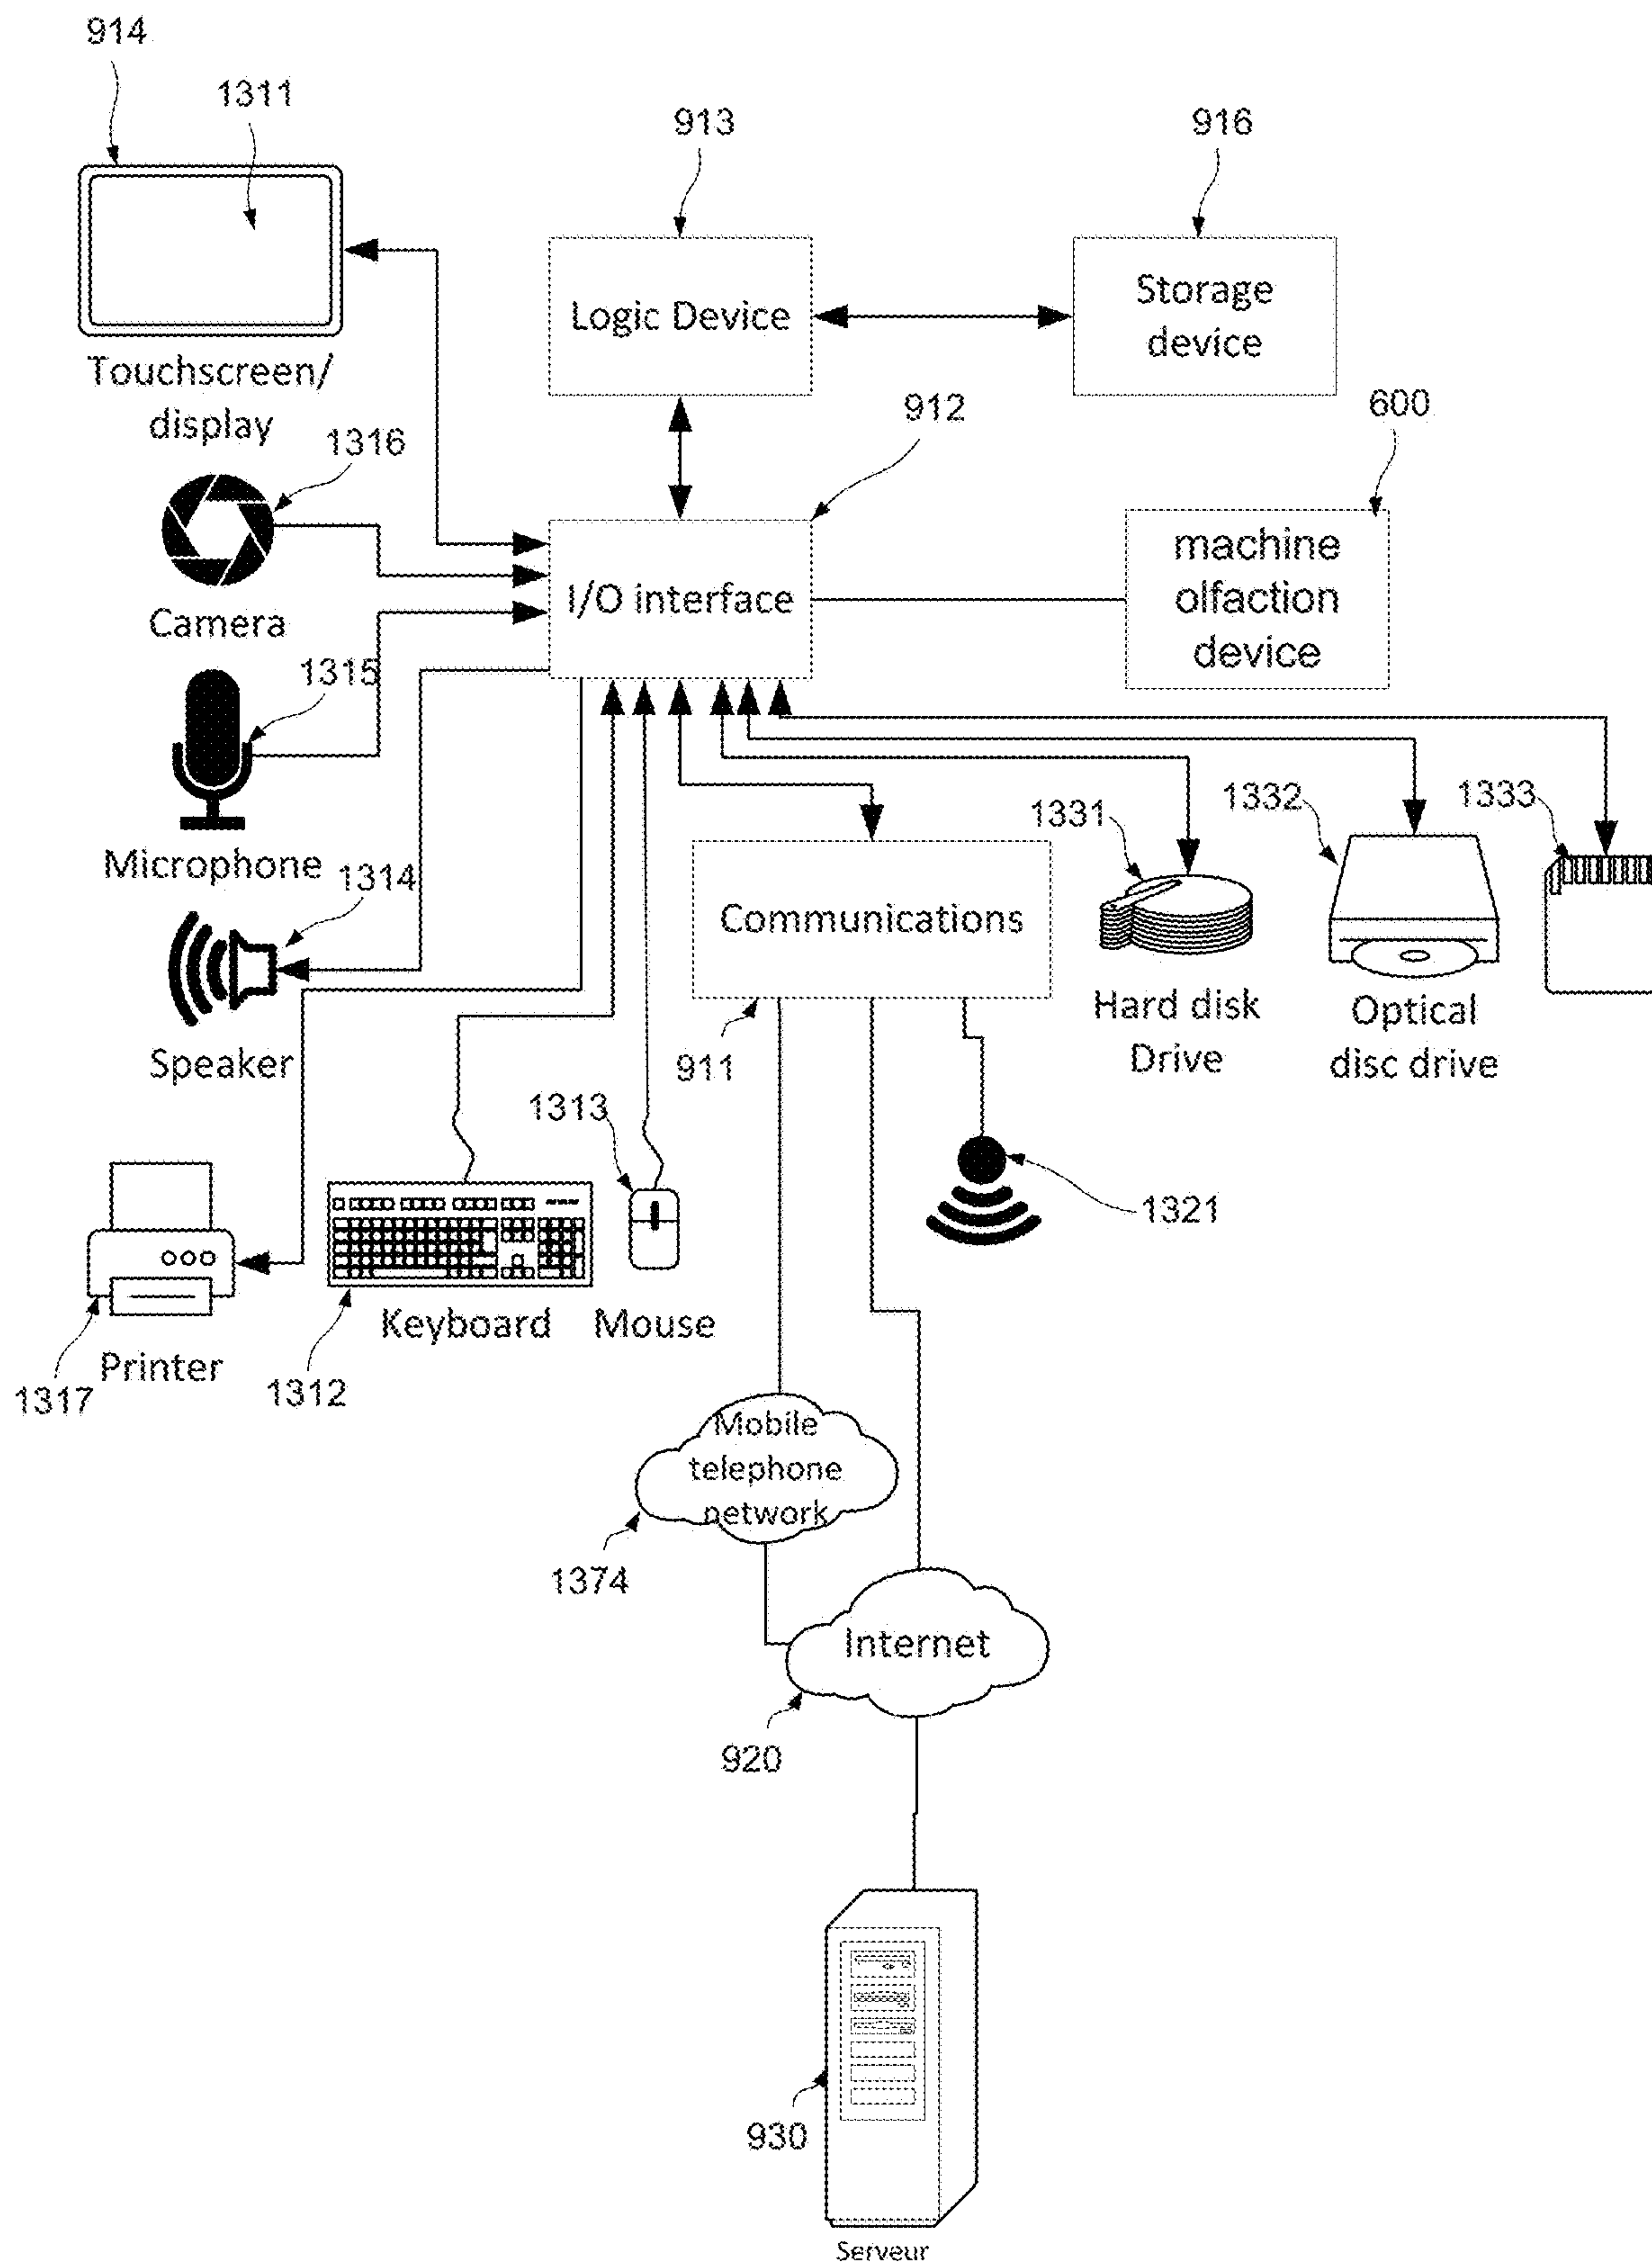 914
1311
913
916
Logic Device
Storage
device
Touchscreen/
display
912
600
1316
Camera
I/O interface
machine
olfaction
device
1315
Microphone
1331
1332
1333
1314
Communications
Speaker
911
Hard disk
Drive
Optical
disc drive
1313
1321
Keyboard
Mouse
Printer
1317
1312
Mobile
telephone
network
1374
Internet
920
930
Serveur